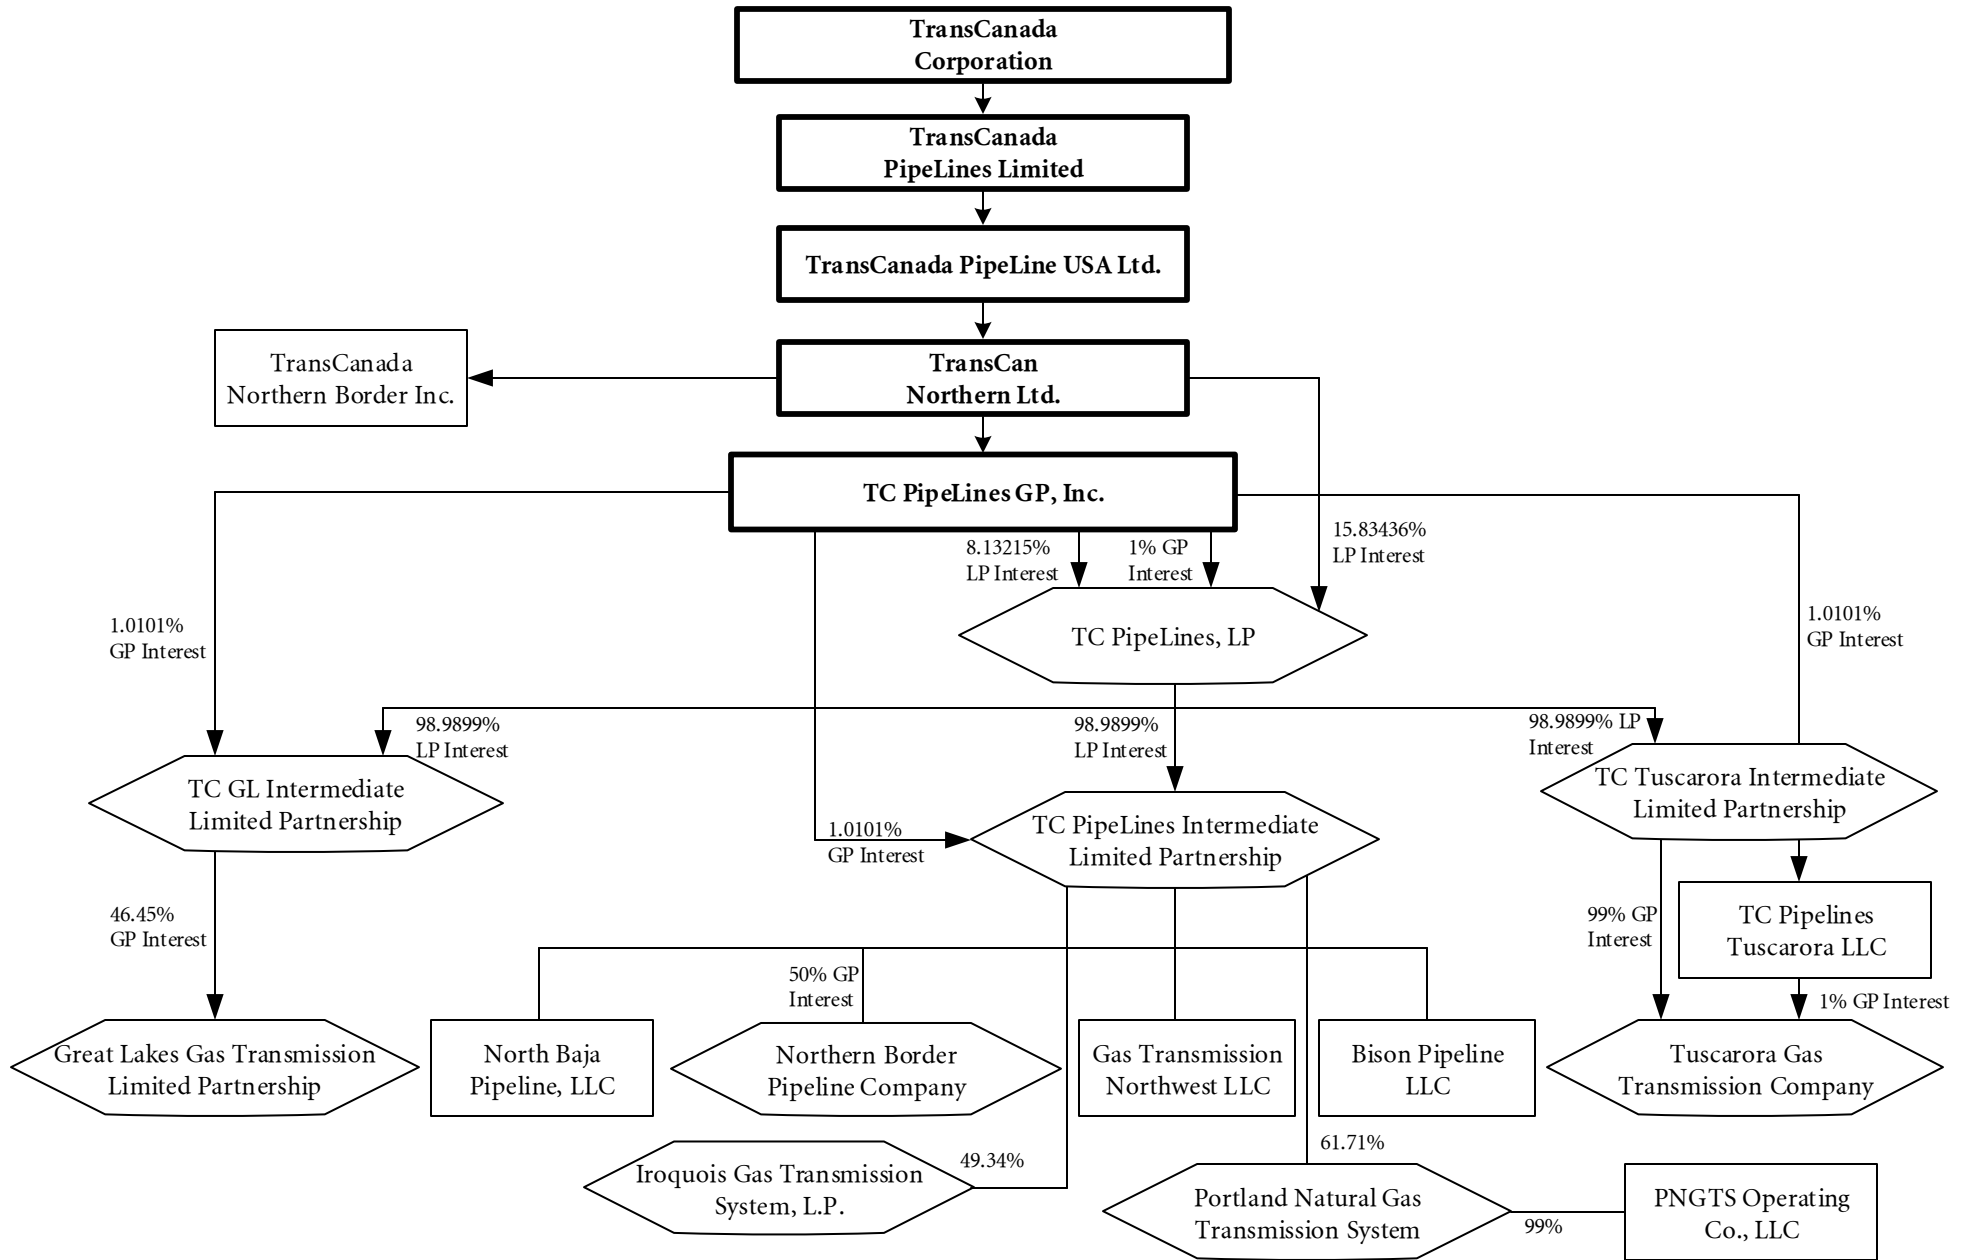 TransCanada
Corporation
TransCanada
PipeLines Limited
TransCanada PipeLine USA Ltd.
TransCanada
Northern Border Inc.
TransCan
Northern Ltd.
TC PipeLines GP, Inc.
8.13215%
LP Interest
1% GP
Interest
15.83436%
LP Interest
1.0101%
GP Interest
TC PipeLines, LP
1.0101%
GP Interest
98.9899%
LP Interest
98.9899%
LP Interest
98.9899% LP
Interest
TC GL Intermediate
Limited Partnership
1.0101%
GP Interest
TC PipeLines Intermediate
Limited Partnership
TC Tuscarora Intermediate
Limited Partnership
46.45%
GP Interest
99% GP
Interest
TC Pipelines
Tuscarora LLC
50% GP
Interest
1% GP Interest
Great Lakes Gas Transmission
Limited Partnership
North Baja
Pipeline, LLC
Northern Border
Pipeline Company
Gas Transmission
Northwest LLC
Bison Pipeline
LLC
Tuscarora Gas
Transmission Company
Iroquois Gas Transmission
System, L.P.
49.34%
61.71%
Portland Natural Gas
Transmission System
99%
PNGTS Operating
Co., LLC